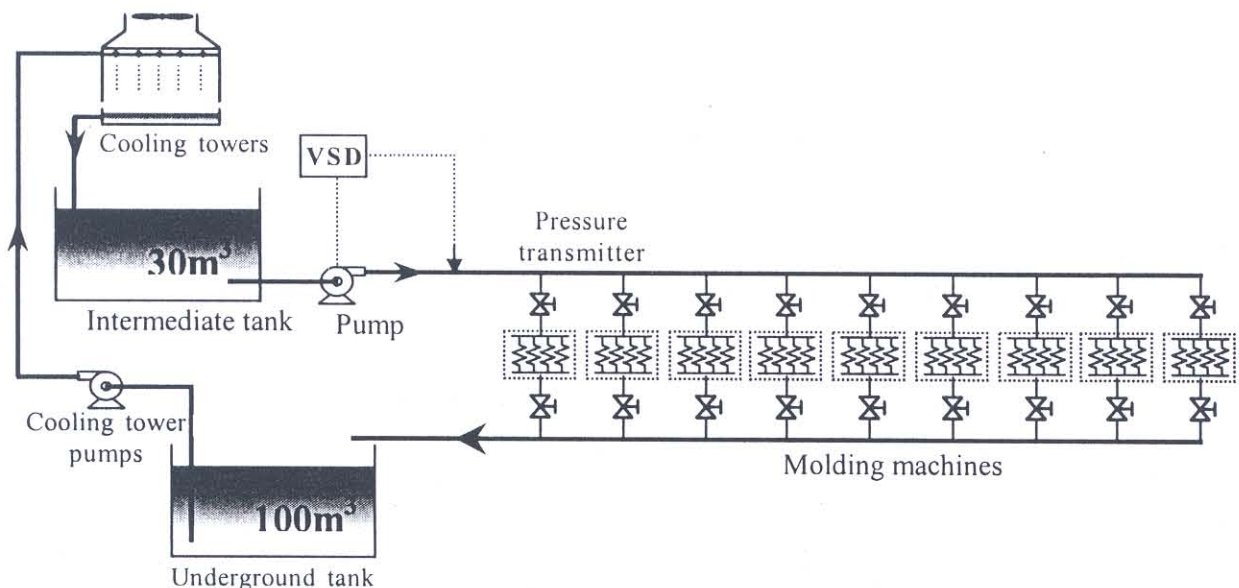 Cooling towers
VSD
Pressure
transmitter
30m³
Intermediate tank
Pump
Cooling tower
pumps
Molding machines
100m³
Underground tank